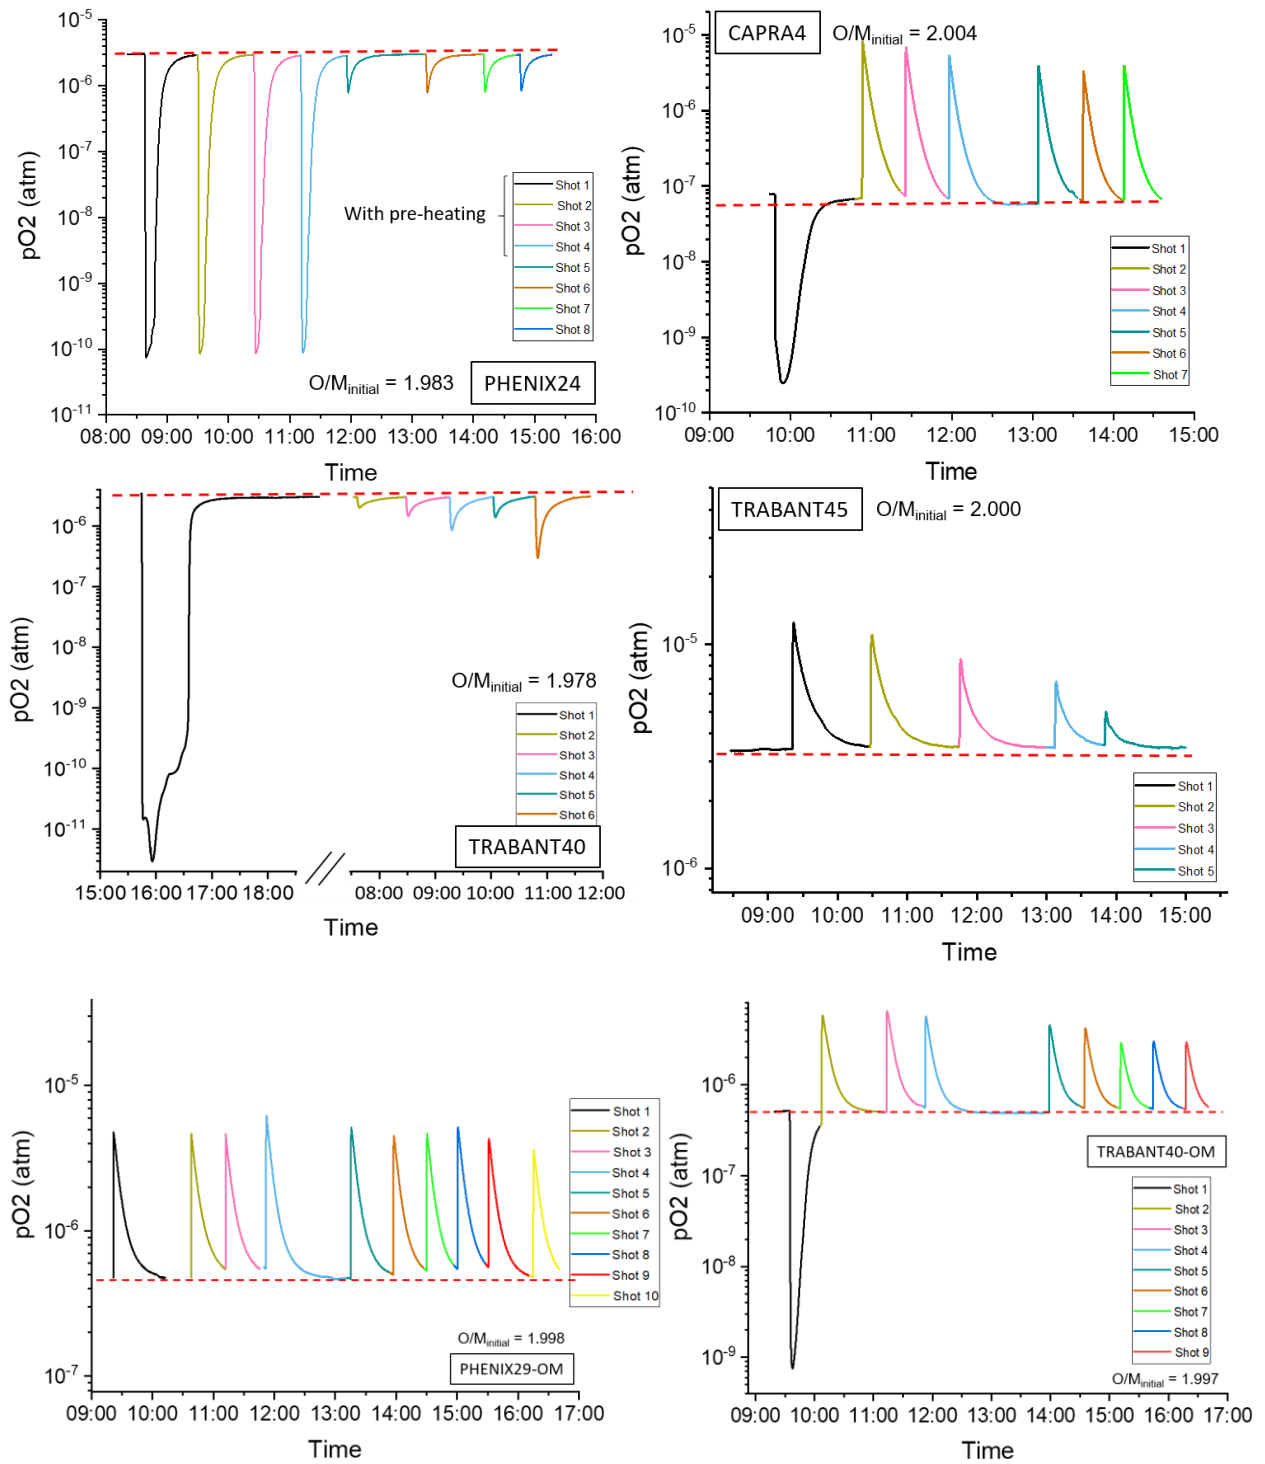 10^-5
10^-6
10^-7
10^-8
10^-9
10^-10
10^-11
pO2 (atm)
With pre-heating
Shot 1
Shot 2
Shot 3
Shot 4
Shot 5
Shot 6
Shot 7
Shot 8
O/Minitial = 1.983
PHENIX24
08:00 09:00 10:00 11:00 12:00 13:00 14:00 15:00 16:00
Time
CAPRA4
O/Minitial = 2.004
10^-5
10^-6
10^-7
10^-8
10^-9
10^-10
pO2 (atm)
Shot 1
Shot 2
Shot 3
Shot 4
Shot 5
Shot 6
Shot 7
09:00 10:00 11:00 12:00 13:00 14:00 15:00
Time
10^-6
10^-7
10^-8
10^-9
10^-10
10^-11
pO2 (atm)
O/Minitial = 1.978
Shot 1
Shot 2
Shot 3
Shot 4
Shot 5
Shot 6
TRABANT40
15:00 16:00 17:00 18:00 08:00 09:00 10:00 11:00 12:00
Time
TRABANT45
O/Minitial = 2.000
10^-5
10^-6
pO2 (atm)
Shot 1
Shot 2
Shot 3
Shot 4
Shot 5
09:00 10:00 11:00 12:00 13:00 14:00 15:00
Time
10^-5
10^-6
10^-7
pO2 (atm)
Shot 1
Shot 2
Shot 3
Shot 4
Shot 5
Shot 6
Shot 7
Shot 8
Shot 9
Shot 10
O/Minitial = 1.998
PHENIX29-OM
09:00 10:00 11:00 12:00 13:00 14:00 15:00 16:00 17:00
Time
10^-6
10^-7
10^-8
10^-9
pO2 (atm)
TRABANT40-OM
Shot 1
Shot 2
Shot 3
Shot 4
Shot 5
Shot 6
Shot 7
Shot 8
Shot 9
O/Minitial = 1.997
09:00 10:00 11:00 12:00 13:00 14:00 15:00 16:00 17:00
Time